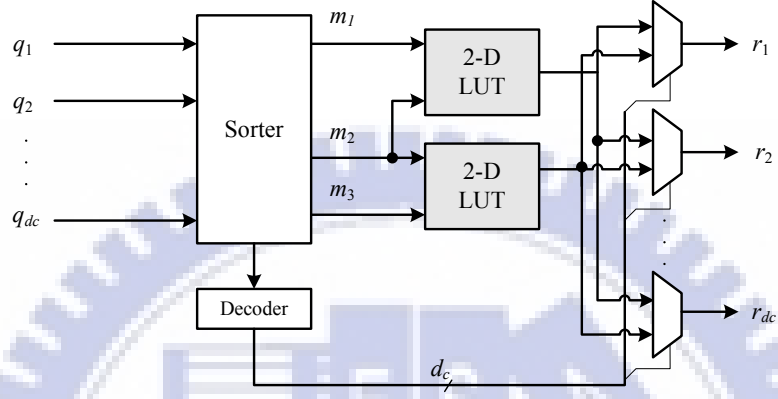 q1
q2
.
.
.
qdc
Sorter
m1
m2
m3
2-D
LUT
2-D
LUT
Decoder
dc
r1
r2
.
.
.
rdc